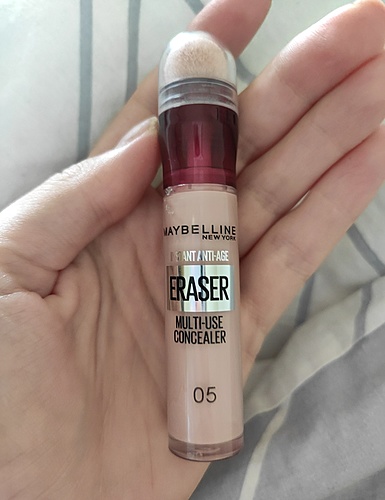 MAYBELLINE
NEW YORK
ANTI-AGE
ERASER
MULTI-USE
CONCEALER
05